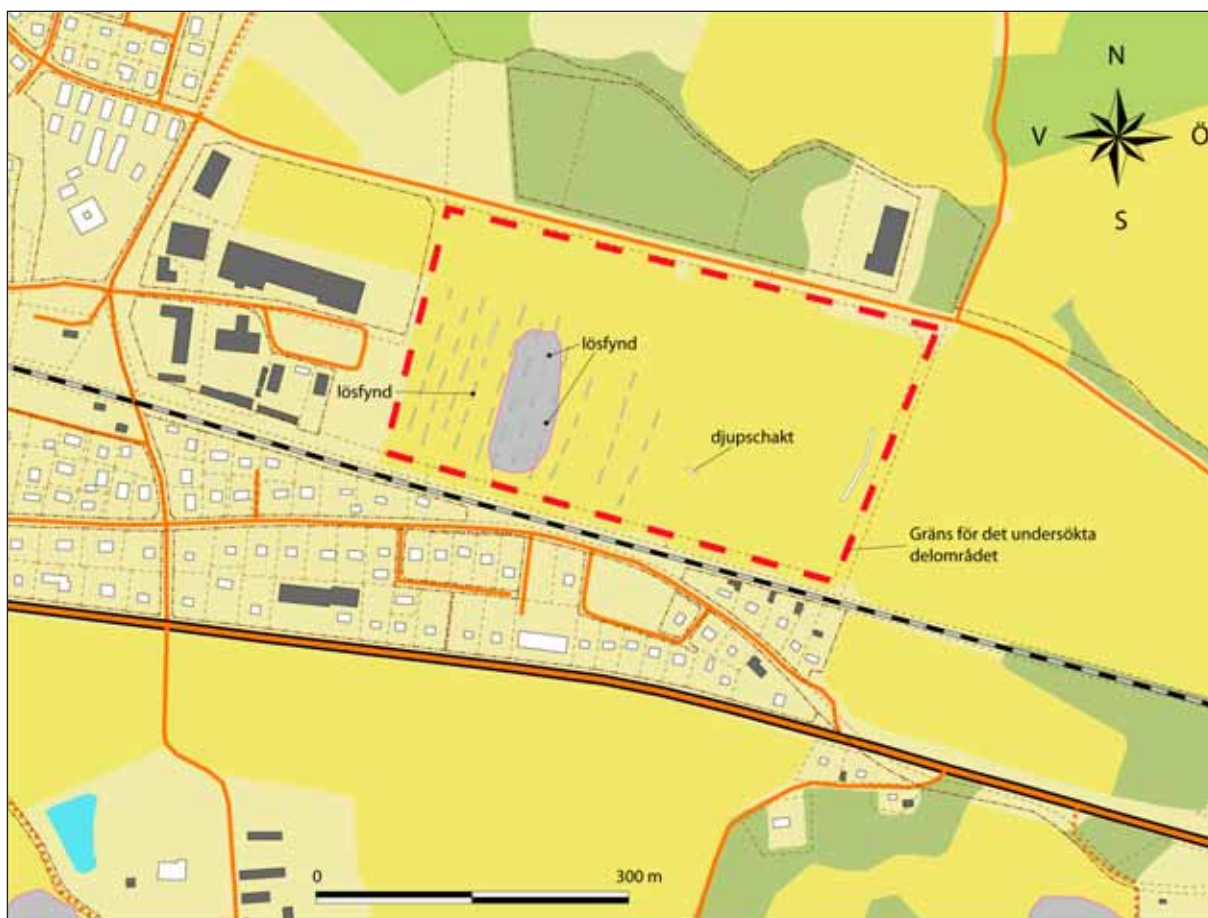 N
V
Ö
S
lösfynd
lösfynd
djupschakt
Gräns för det undersökta
delområdet
0
300 m